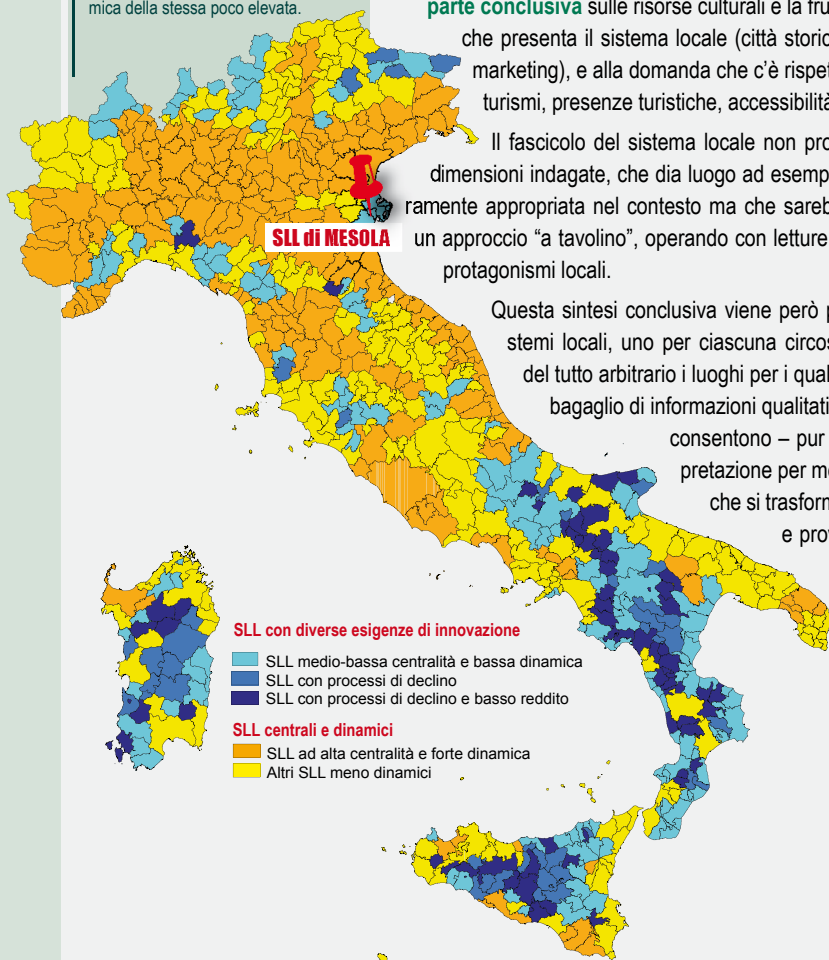 mica della stessa poco elevata.
parte conclusiva sulle risorse culturali e la fru
che presenta il sistema locale (città storic
marketing), e alla domanda che c'è rispet
turismi, presenze turistiche, accessibilità
Il fascicolo del sistema locale non pro
dimensioni indagate, che dia luogo ad esemp
ramente appropriata nel contesto ma che sareb
un approccio "a tavolino", operando con letture
protagonismi locali.
Questa sintesi conclusiva viene però p
stemi locali, uno per ciascuna circos
del tutto arbitrario i luoghi per i qual
bagaglio di informazioni qualitati
consentono – pur
pretazione per me
che si trasform
e prov
SLL di MESOLA
SLL con diverse esigenze di innovazione
SLL medio-bassa centralità e bassa dinamica
SLL con processi di declino
SLL con processi di declino e basso reddito
SLL centrali e dinamici
SLL ad alta centralità e forte dinamica
Altri SLL meno dinamici